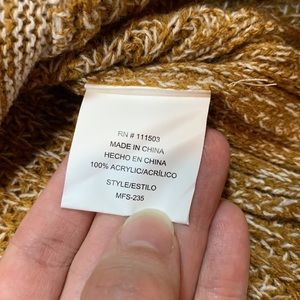 RN # 111503
MADE IN CHINA
HECHO EN CHINA
100% ACRYLIC/ACRÍLICO
STYLE/ESTILO
MFS-235